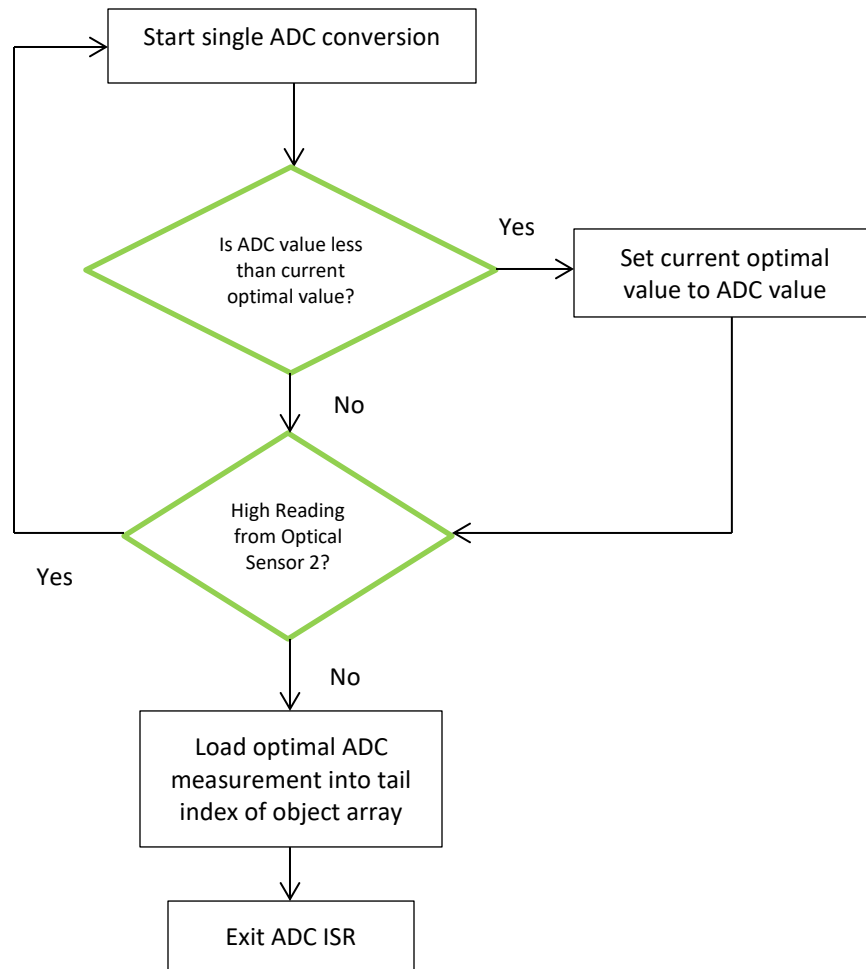 Start single ADC conversion
Is ADC value less
than current
optimal value?
Yes
Set current optimal
value to ADC value
No
High Reading
from Optical
Sensor 2?
Yes
No
Load optimal ADC
measurement into tail
index of object array
Exit ADC ISR